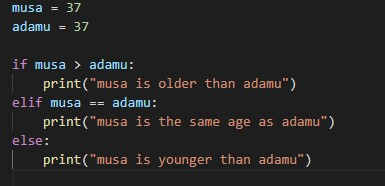 musa = 37
adamu = 37
if musa > adamu:
    print("musa is older than adamu")
elif musa == adamu:
    print("musa is the same age as adamu")
else:
    print("musa is younger than adamu")